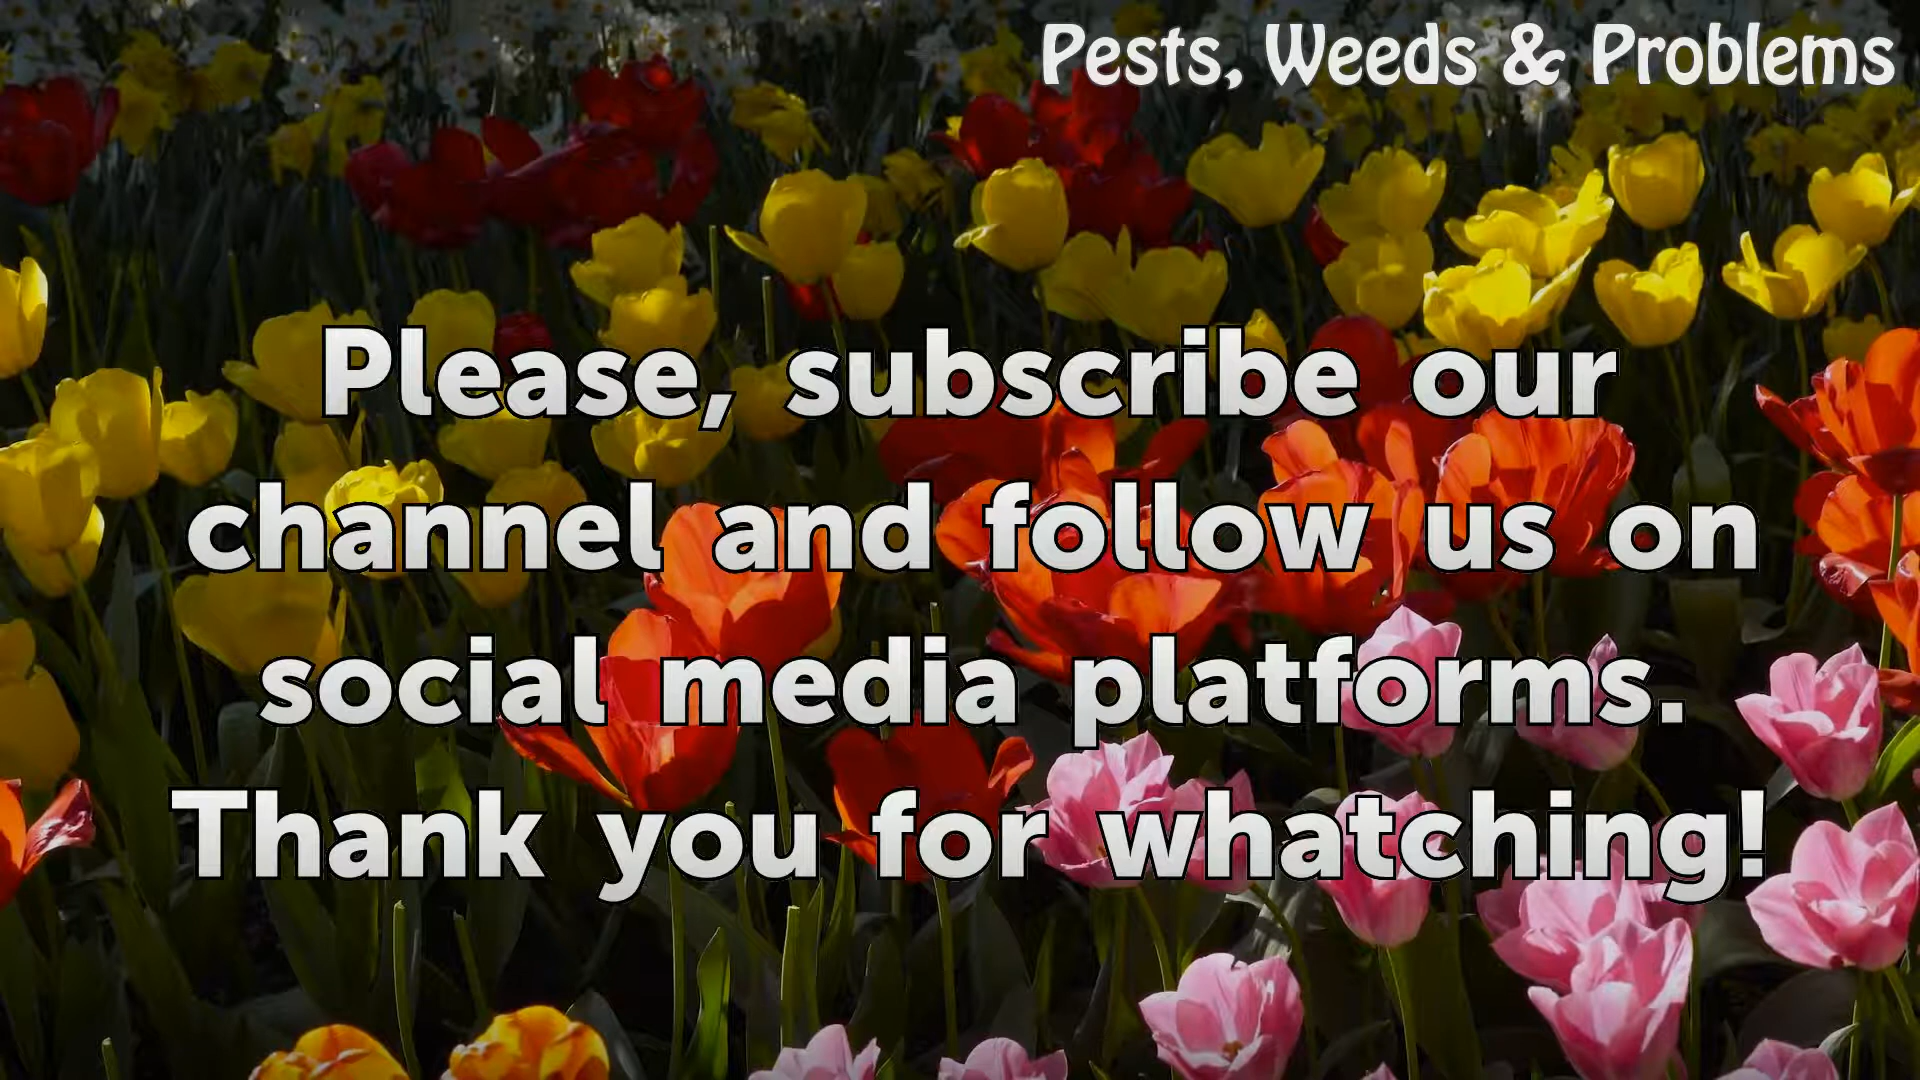 Pests, Weeds & Problems
Please, subscribe our
channel and follow us on
social media platforms.
Thank you for whatching!